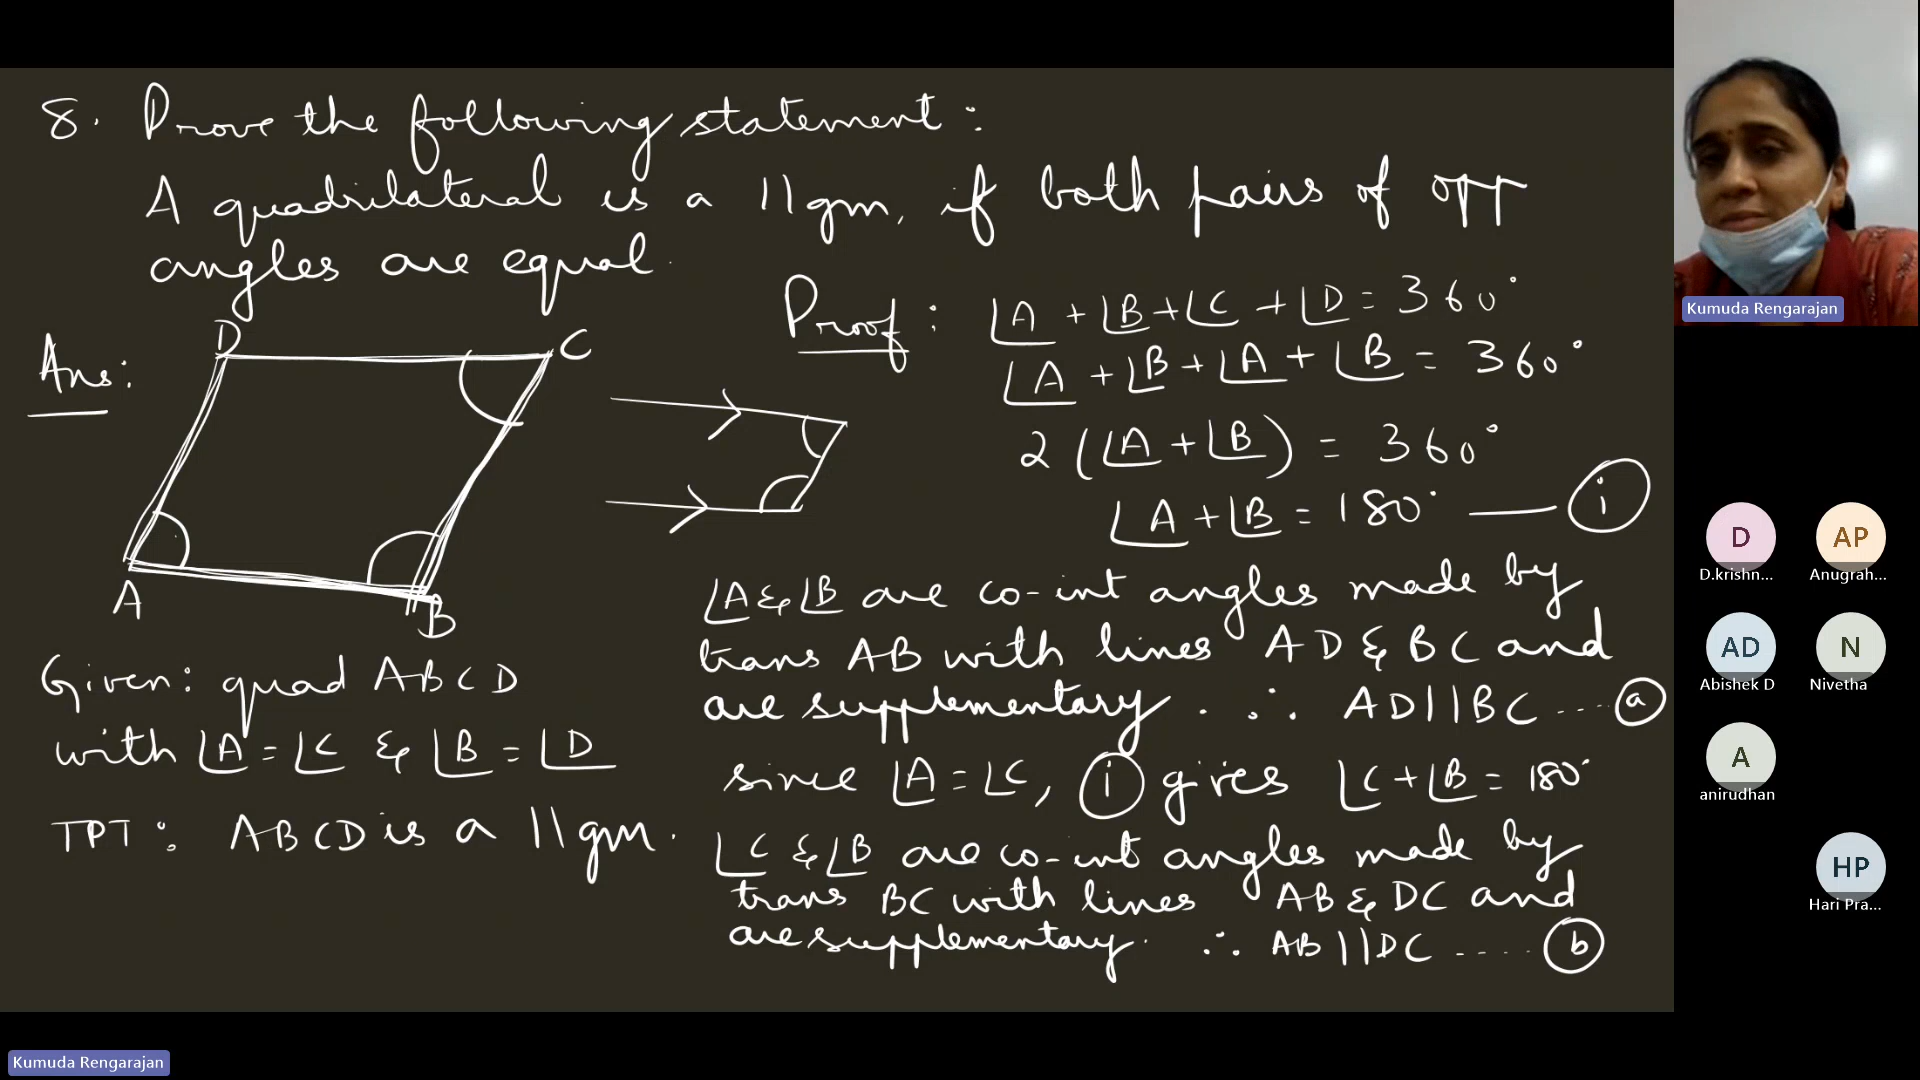 8. Prove the following statement:
A quadrilateral is a ||gm, if both pairs of opp
angles are equal.
Ans:
D
C
A
B
Given: quad ABCD
with ∠A = ∠C & ∠B = ∠D
TPT: ABCD is a ||gm.
Proof: ∠A + ∠B + ∠C + ∠D = 360°
∠A + ∠B + ∠A + ∠B = 360°
2 (∠A + ∠B) = 360°
∠A + ∠B = 180° — (i)
∠A & ∠B are co-int angles made by
trans AB with lines AD & BC and
are supplementary. ∴ AD || BC ---- (a)
since ∠A = ∠C, (i) gives ∠C + ∠B = 180°
∠C & ∠B are co-int angles made by
trans BC with lines AB & DC and
are supplementary. ∴ AB || DC ---- (b)
Kumuda Rengarajan
D
D.krishn...
AP
Anugrah...
AD
Abishek D
N
Nivetha
A
anirudhan
HP
Hari Pra...
Kumuda Rengarajan